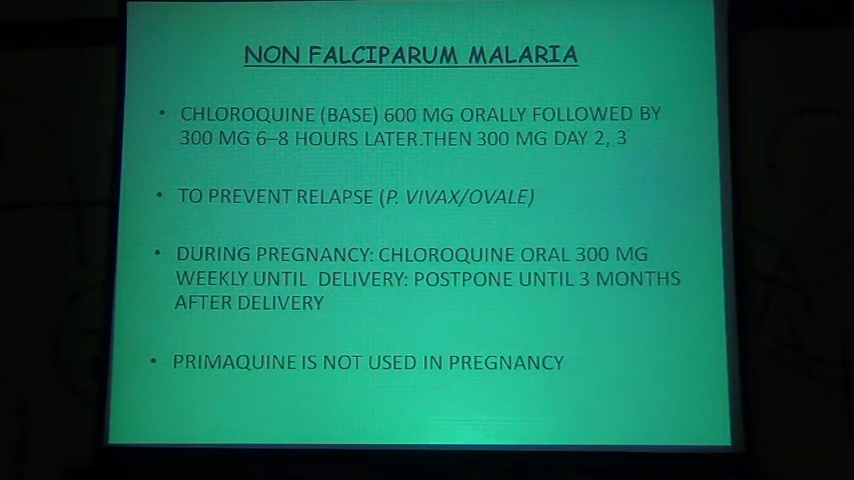 NON FALCIPARUM MALARIA
• CHLOROQUINE (BASE) 600 MG ORALLY FOLLOWED BY
300 MG 6–8 HOURS LATER.THEN 300 MG DAY 2, 3
• TO PREVENT RELAPSE (P. VIVAX/OVALE)
• DURING PREGNANCY: CHLOROQUINE ORAL 300 MG
WEEKLY UNTIL DELIVERY: POSTPONE UNTIL 3 MONTHS
AFTER DELIVERY
• PRIMAQUINE IS NOT USED IN PREGNANCY